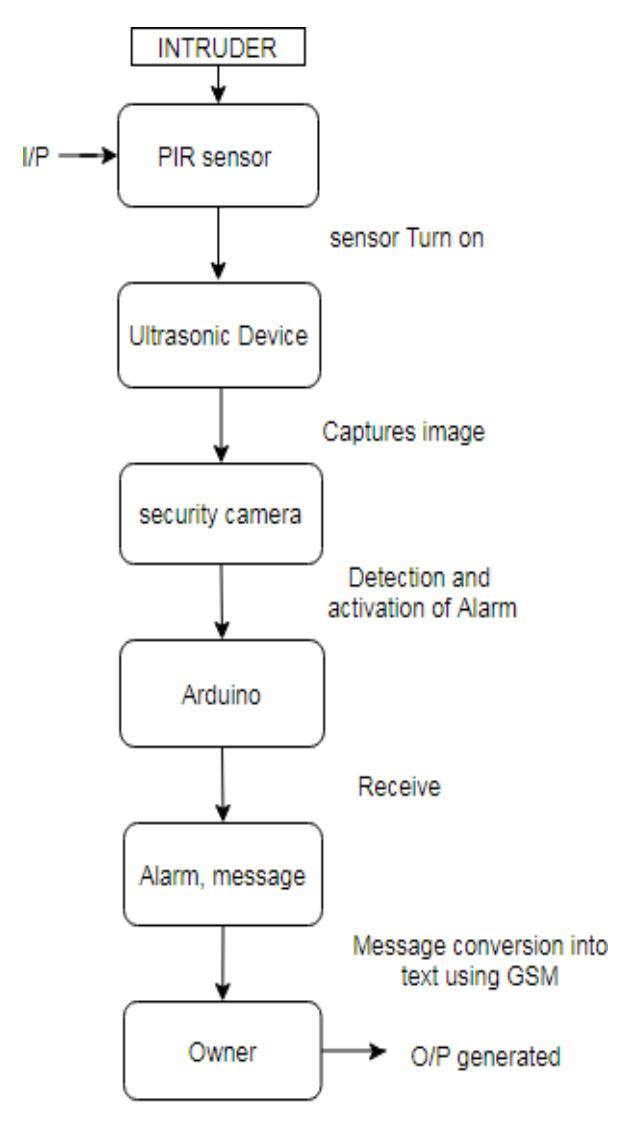 INTRUDER
I/P
PIR sensor
sensor Turn on
Ultrasonic Device
Captures image
security camera
Detection and
activation of Alarm
Arduino
Receive
Alarm, message
Message conversion into
text using GSM
Owner
O/P generated